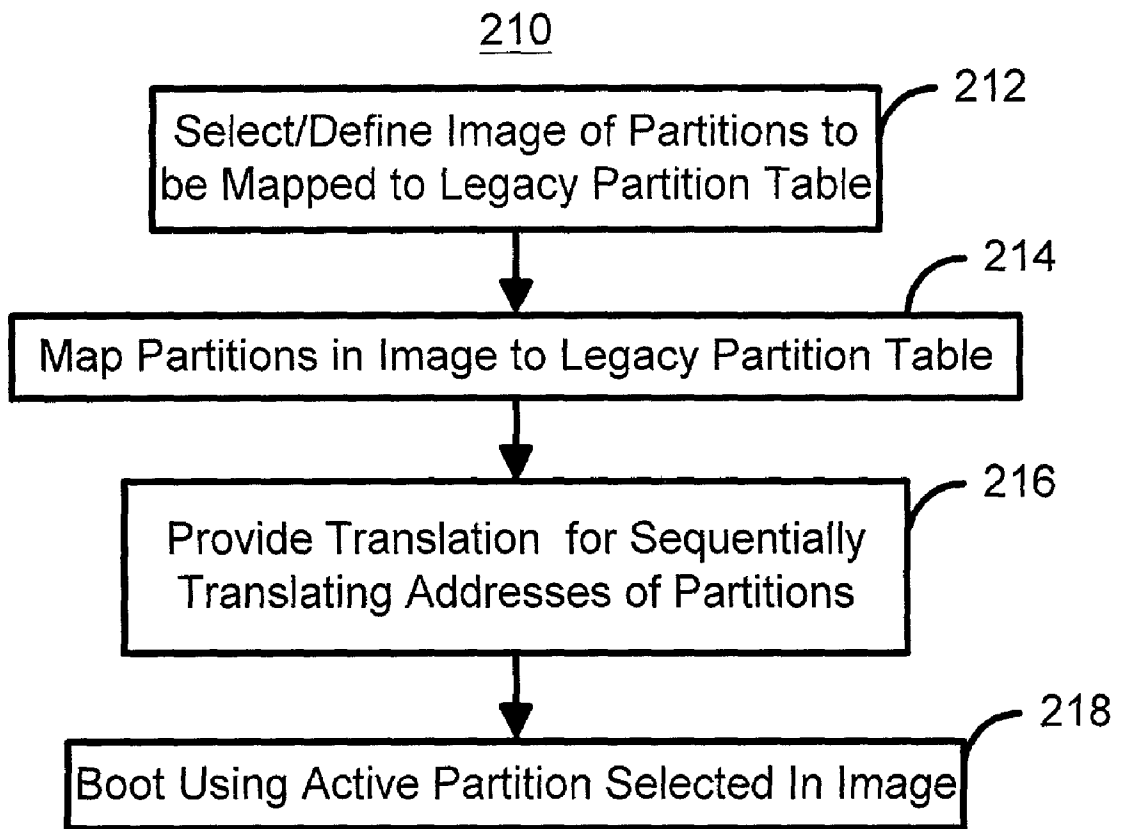 210
212
Select/Define Image of Partitions to
be Mapped to Legacy Partition Table
214
Map Partitions in Image to Legacy Partition Table
216
Provide Translation for Sequentially
Translating Addresses of Partitions
218
Boot Using Active Partition Selected In Image